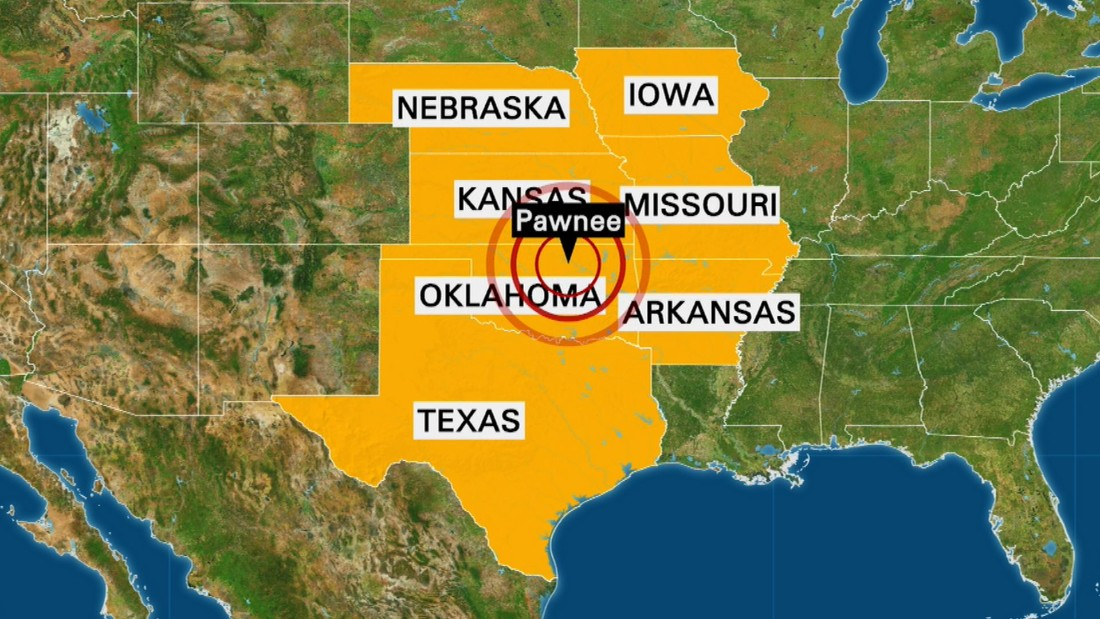 NEBRASKA
IOWA
KANSAS
MISSOURI
Pawnee
OKLAHOMA
ARKANSAS
TEXAS